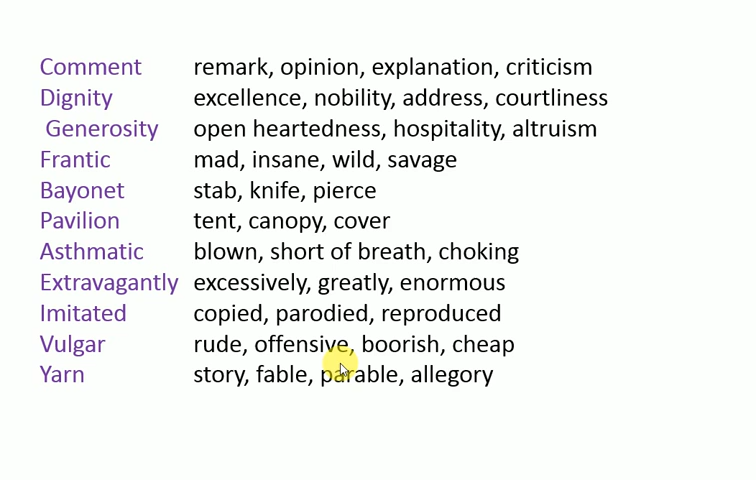 Comment remark, opinion, explanation, criticism
Dignity excellence, nobility, address, courtliness
Generosity open heartedness, hospitality, altruism
Frantic mad, insane, wild, savage
Bayonet stab, knife, pierce
Pavilion tent, canopy, cover
Asthmatic blown, short of breath, choking
Extravagantly excessively, greatly, enormous
Imitated copied, parodied, reproduced
Vulgar rude, offensive, boorish, cheap
Yarn story, fable, parable, allegory